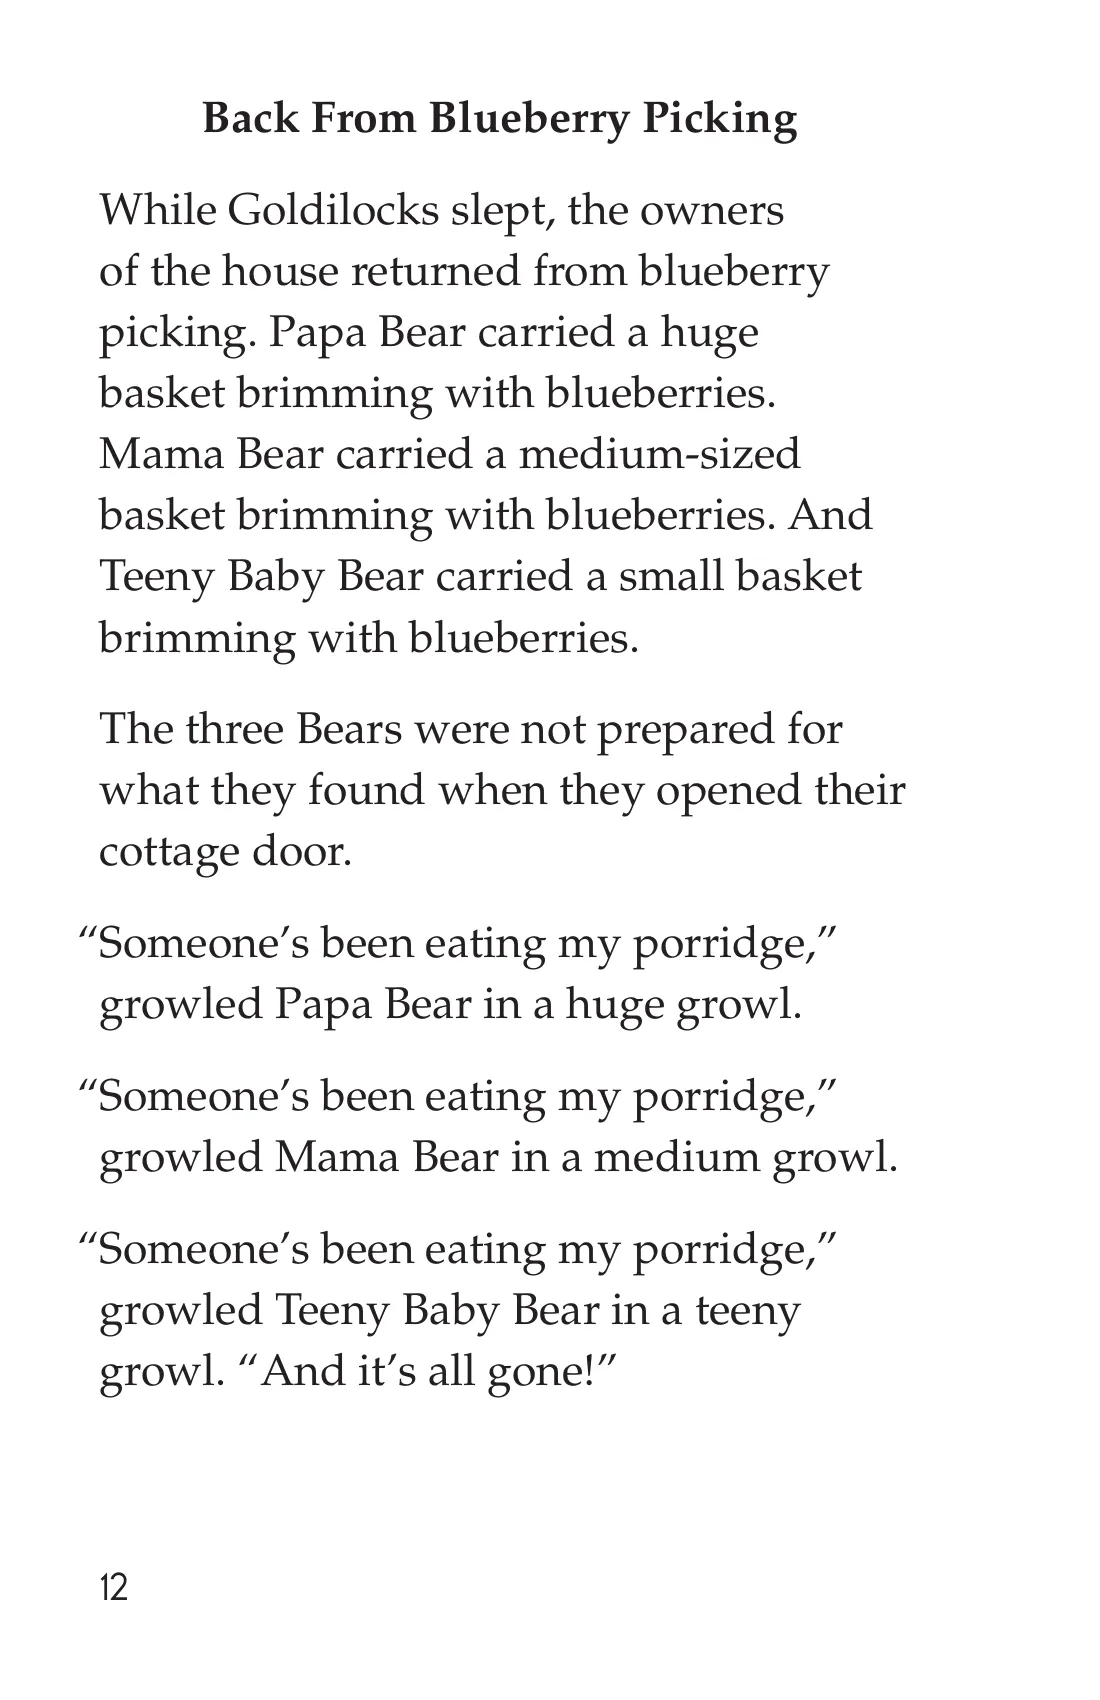 Back From Blueberry Picking
While Goldilocks slept, the owners
of the house returned from blueberry
picking. Papa Bear carried a huge
basket brimming with blueberries.
Mama Bear carried a medium-sized
basket brimming with blueberries. And
Teeny Baby Bear carried a small basket
brimming with blueberries.
The three Bears were not prepared for
what they found when they opened their
cottage door.
“Someone’s been eating my porridge,”
growled Papa Bear in a huge growl.
“Someone’s been eating my porridge,”
growled Mama Bear in a medium growl.
“Someone’s been eating my porridge,”
growled Teeny Baby Bear in a teeny
growl. “And it’s all gone!”
12